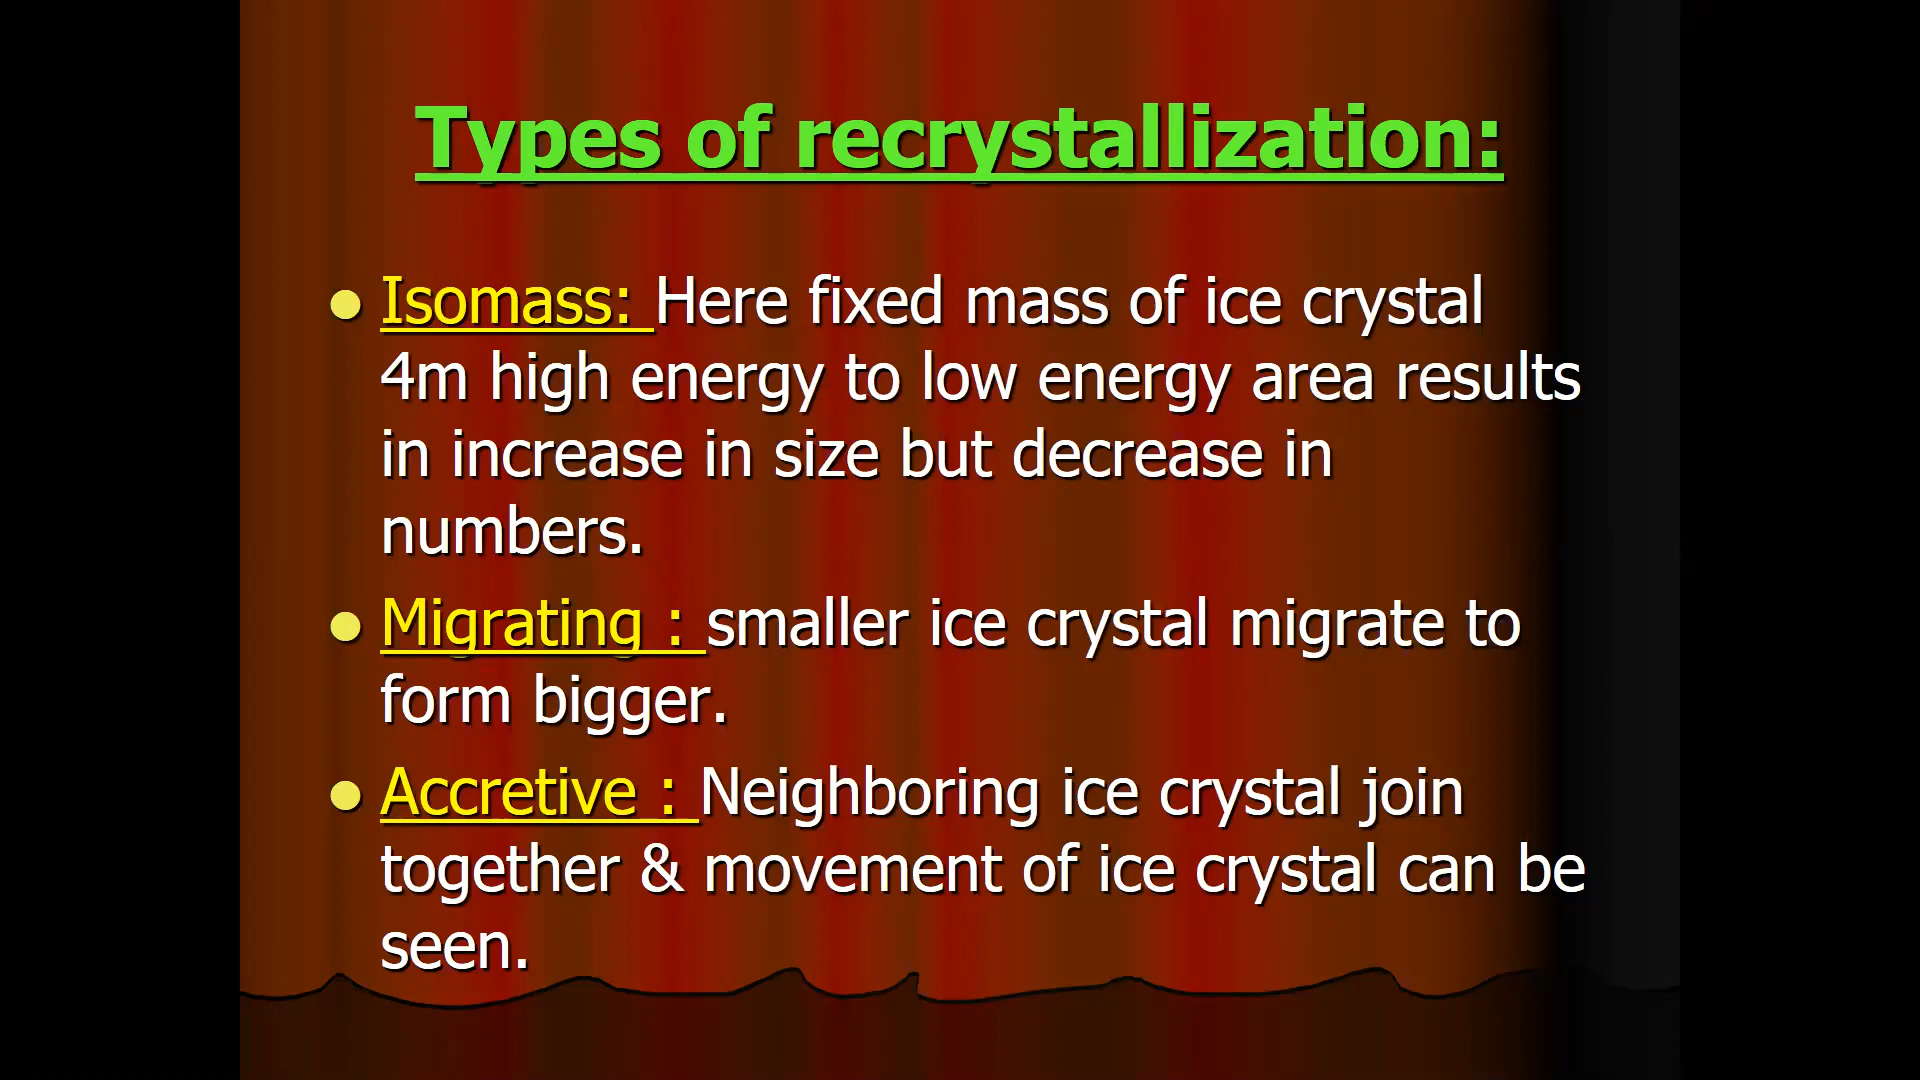 Types of recrystallization:
Isomass: Here fixed mass of ice crystal
4m high energy to low energy area results
in increase in size but decrease in
numbers.
Migrating : smaller ice crystal migrate to
form bigger.
Accretive : Neighboring ice crystal join
together & movement of ice crystal can be
seen.